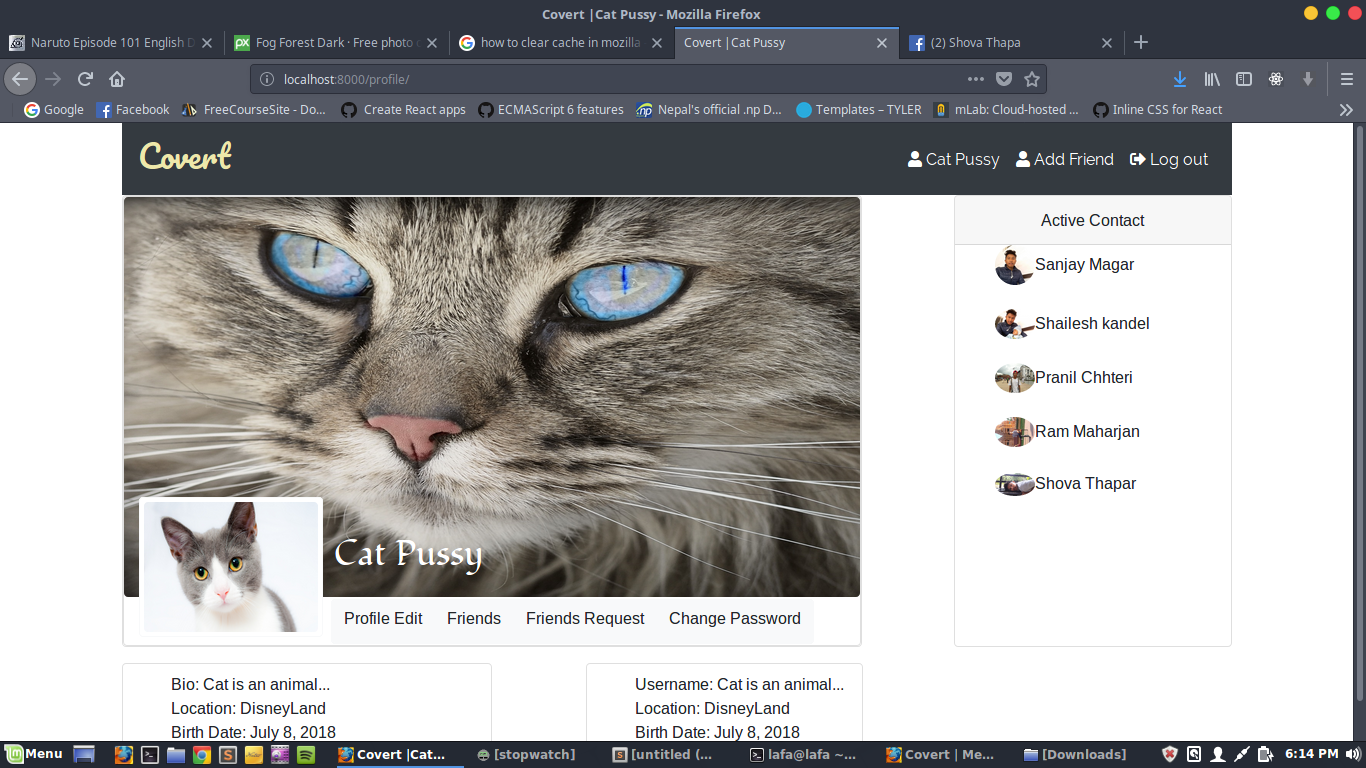 Covert |Cat Pussy - Mozilla Firefox
Naruto Episode 101 English D
Fog Forest Dark · Free photo o
how to clear cache in mozilla
Covert |Cat Pussy
(2) Shova Thapa
localhost:8000/profile/
Google
Facebook
FreeCourseSite - Do...
Create React apps
ECMAScript 6 features
Nepal's official .np D...
Templates – TYLER
mLab: Cloud-hosted ...
Inline CSS for React
Covert
Cat Pussy
Add Friend
Log out
Active Contact
Sanjay Magar
Shailesh kandel
Pranil Chhteri
Ram Maharjan
Shova Thapar
Cat Pussy
Profile Edit
Friends
Friends Request
Change Password
Bio: Cat is an animal...
Location: DisneyLand
Birth Date: July 8, 2018
Username: Cat is an animal...
Location: DisneyLand
Birth Date: July 8, 2018
Menu
Covert |Cat...
[stopwatch]
[untitled (...
lafa@lafa ~...
Covert | Me...
[Downloads]
6:14 PM